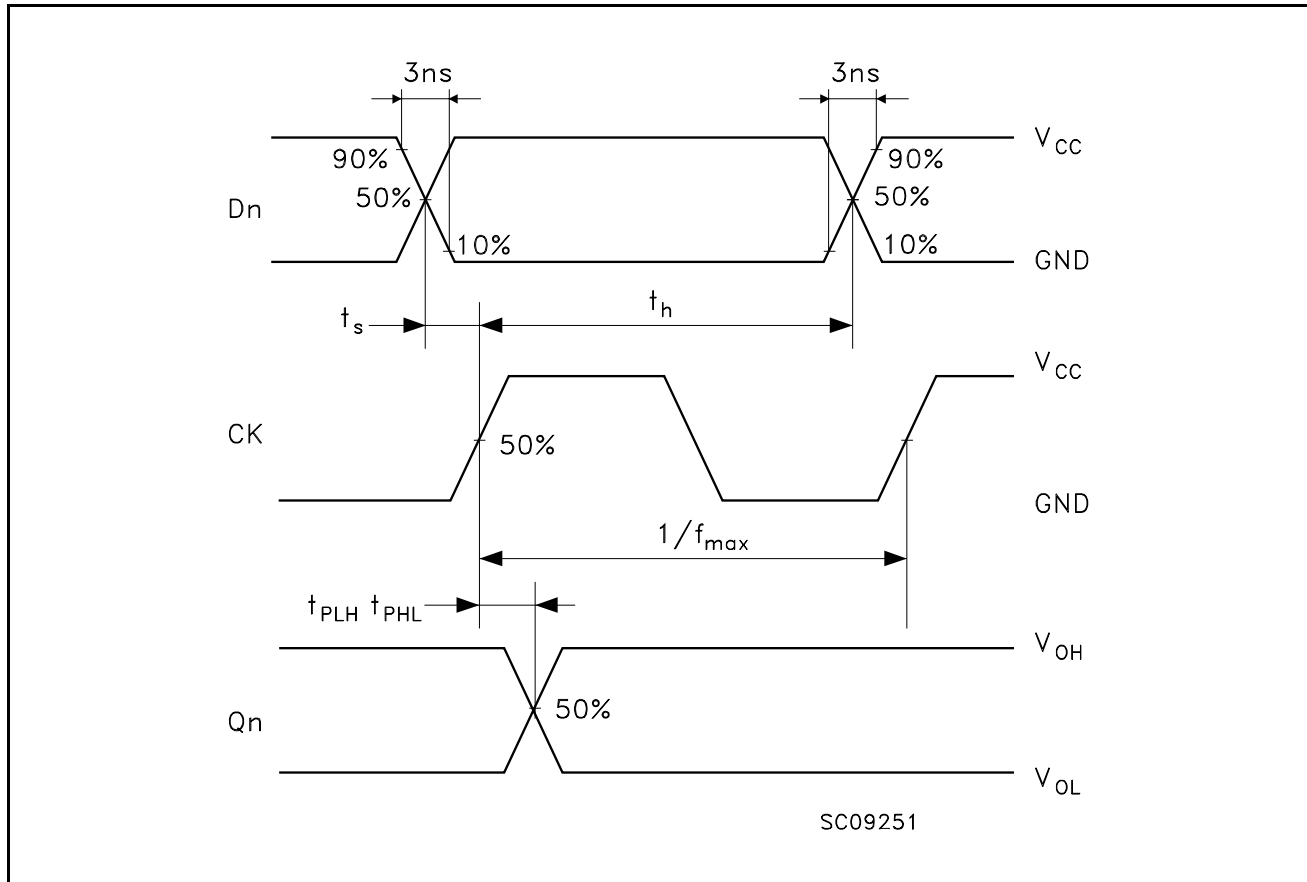 3ns 3ns
V_CC
90% 90%
50% 50%
Dn
10% 10%
GND
t_s t_h
V_CC
CK
50%
GND
1/f_max
t_PLH t_PHL
V_OH
50%
Qn
V_OL
SC09251